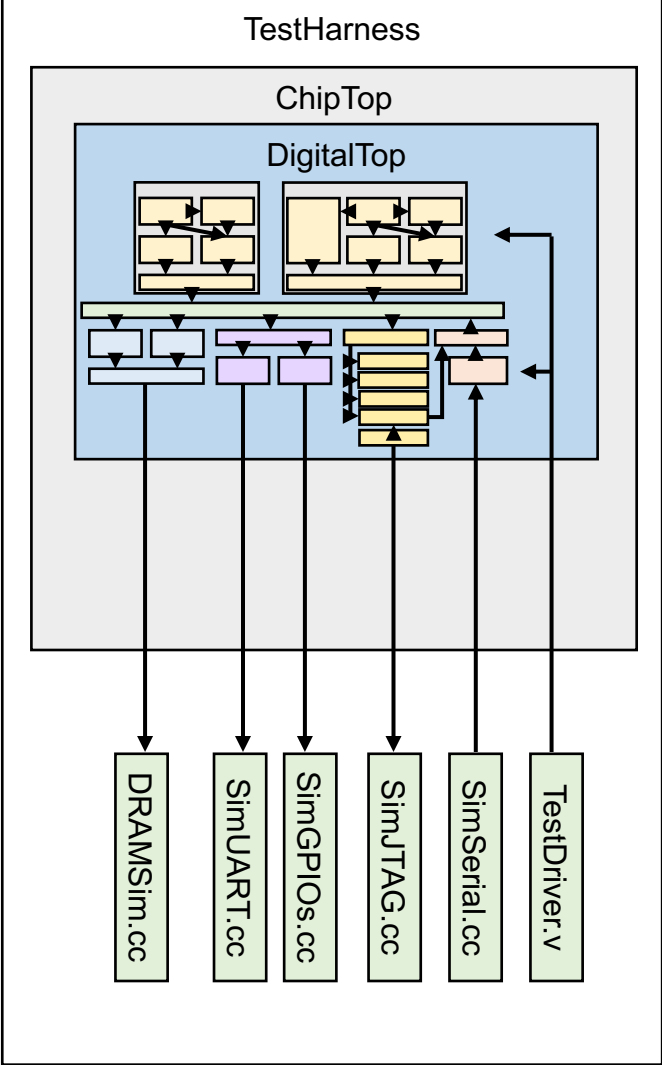 TestHarness
ChipTop
DigitalTop
DRAMSim.cc
SimUART.cc
SimGPIOs.cc
SimJTAG.cc
SimSerial.cc
TestDriver.v